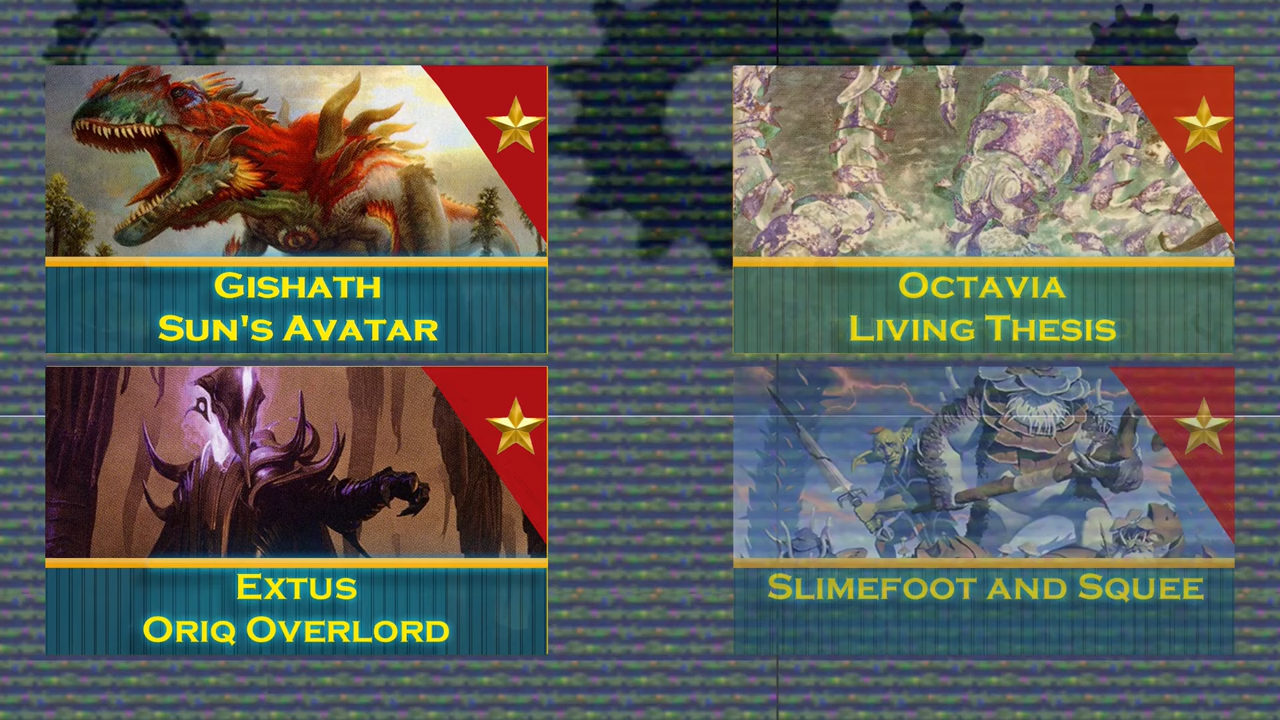 Gishath
Sun's Avatar
Octavia
Living Thesis
Extus
Oriq Overlord
Slimefoot and Squee